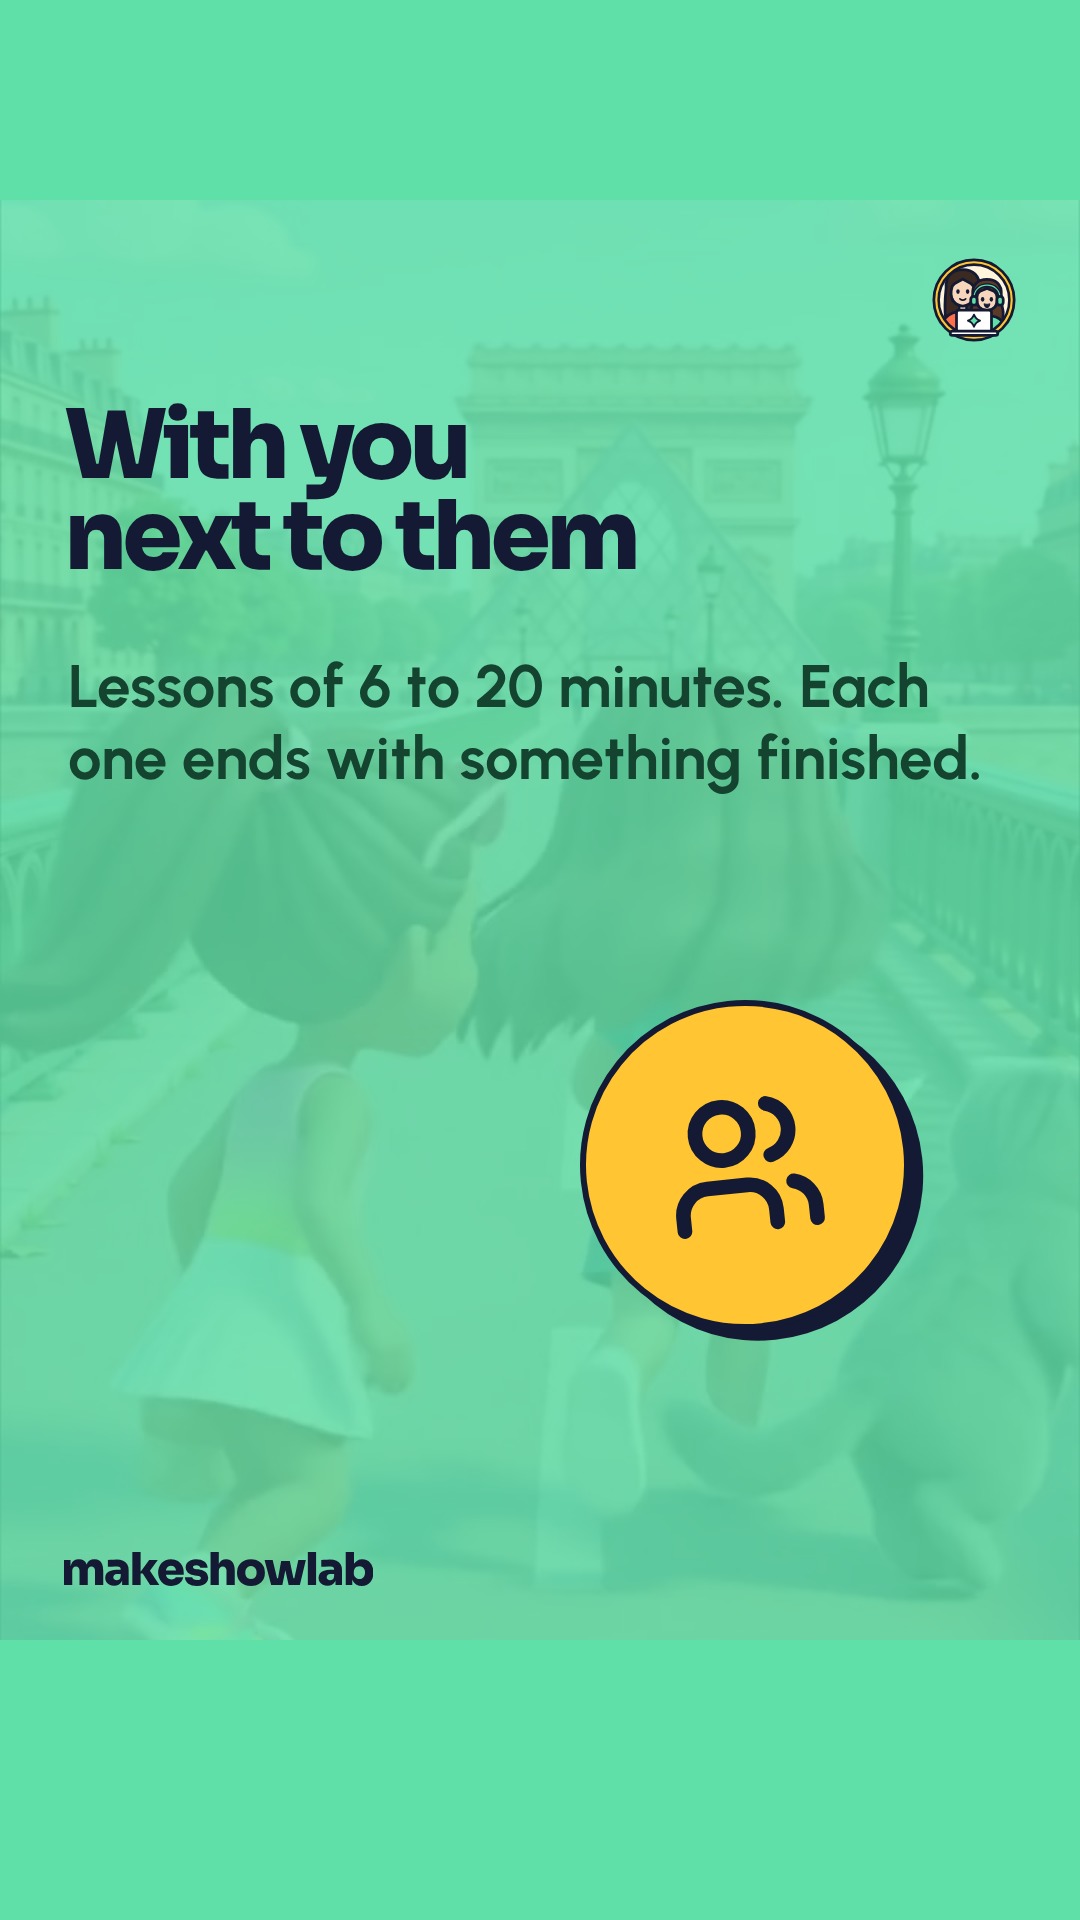 With you
next to them
Lessons of 6 to 20 minutes. Each
one ends with something finished.
makeshowlab